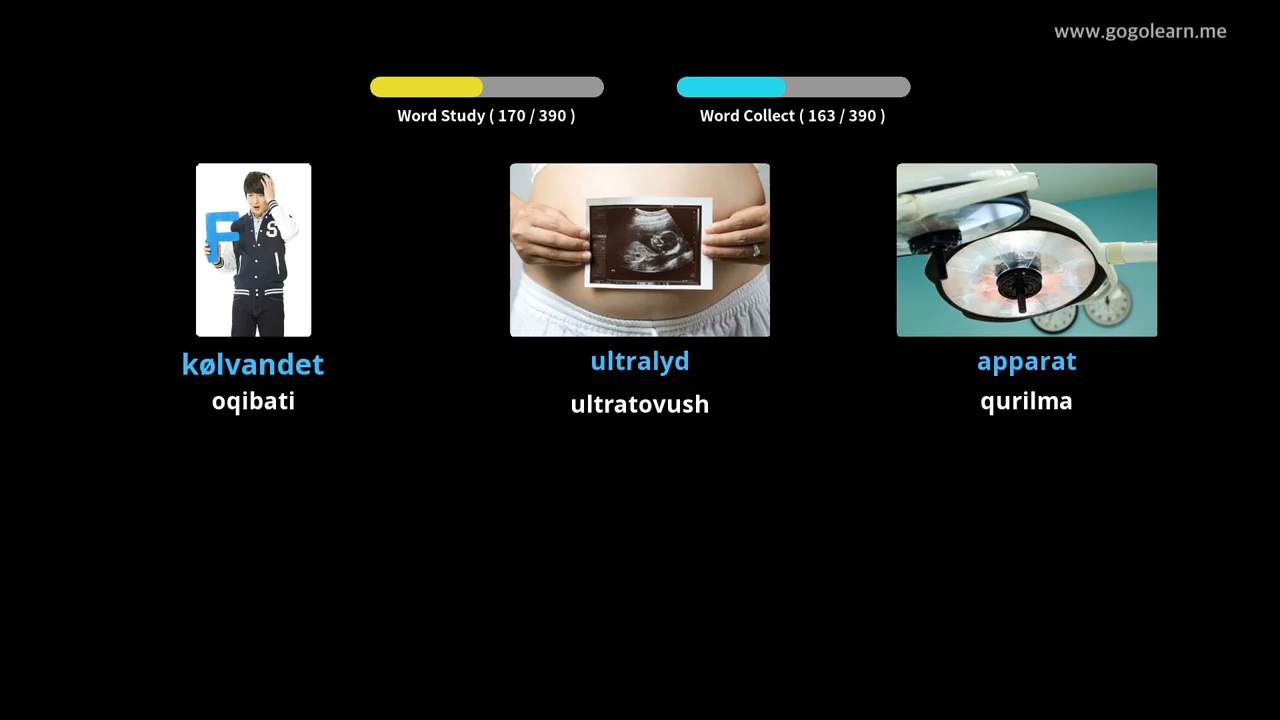 www.gogolearn.me
Word Study ( 170 / 390 )
Word Collect ( 163 / 390 )
F
S
kølvandet
ultralyd
apparat
oqibati
ultratovush
qurilma